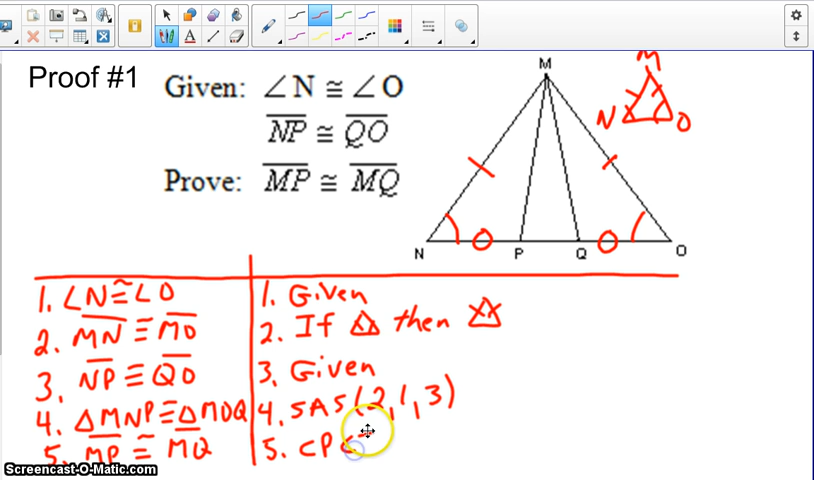 Proof #1
Given: ∠N ≅ ∠O
NP ≅ QO
Prove: MP ≅ MQ
M
N P Q O
M
N O
1. ∠N ≅ ∠O 1. Given
2. MN ≅ MO 2. If △ then △
3. NP ≅ QO 3. Given
4. △MNP ≅ △MOQ 4. SAS (2, 1, 3)
5. MP ≅ MQ 5. CPC
Screencast-O-Matic.com